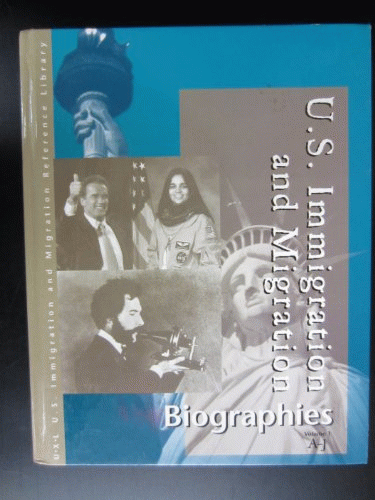 U•X•L U.S. Immigration and Migration Reference Library
U.S. Immigration
and Migration
Biographies
Volume 1
A-J